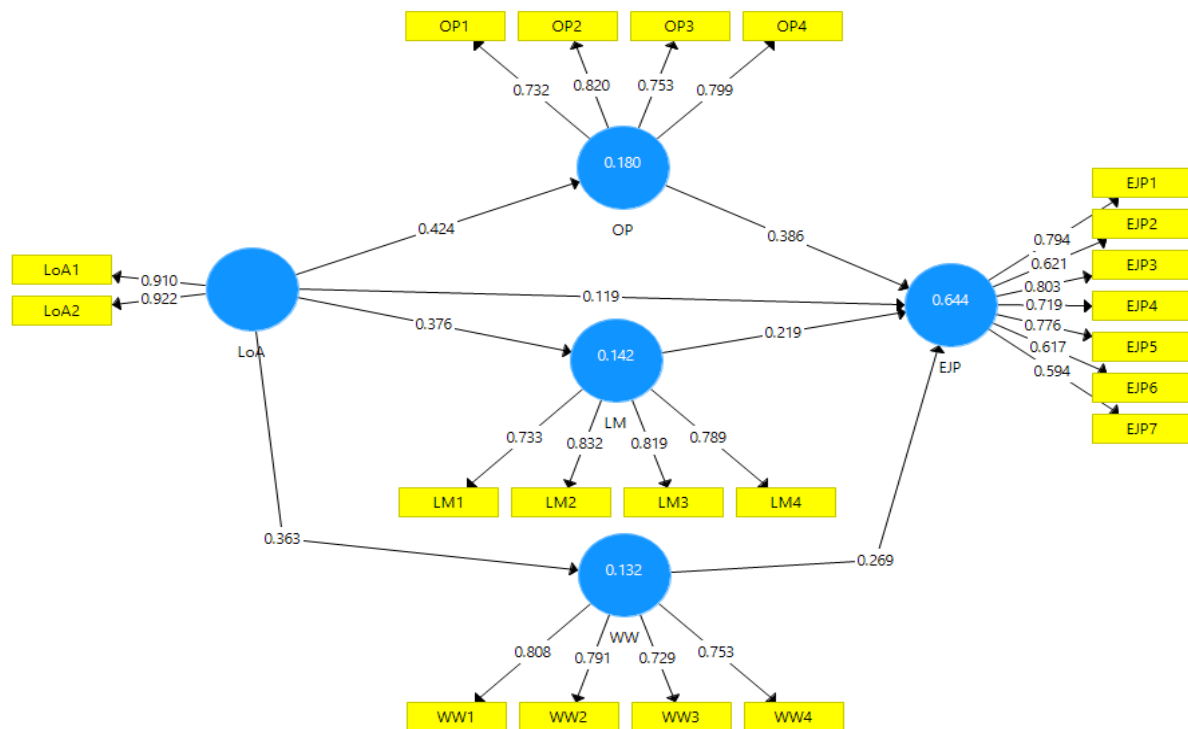 OP1 OP2 OP3 OP4
0.732 0.820 0.753 0.799
0.180
OP
0.424
0.386
LoA1
LoA2
0.910
0.922
LoA
0.119
0.376
0.219
0.142
LM
0.733 0.832 0.819 0.789
LM1 LM2 LM3 LM4
0.644
EJP
0.794
0.621
0.803
0.719
0.776
0.617
0.594
EJP1
EJP2
EJP3
EJP4
EJP5
EJP6
EJP7
0.363
0.132
WW
0.269
0.808 0.791 0.729 0.753
WW1 WW2 WW3 WW4